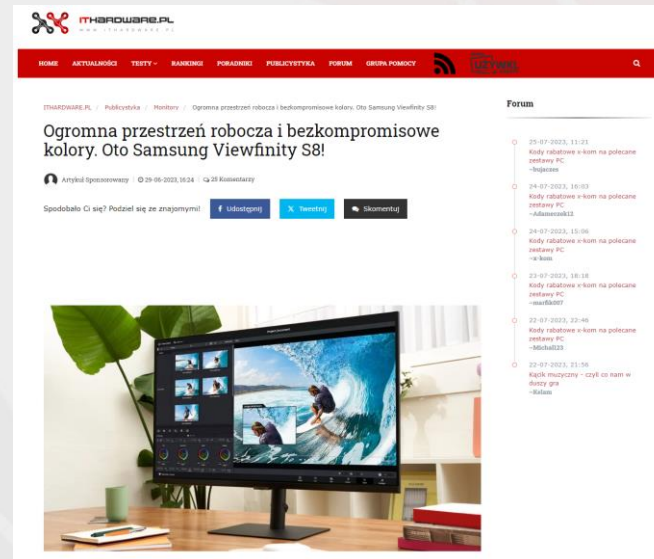 ITHARDWARE.PL
WWW.ITHARDWARE.PL
HOME AKTUALNOŚCI TESTY RANKINGI PORADNIKI PUBLICYSTYKA FORUM GRUPA POMOCY
ITHARDWARE.PL / Publicystyka / Monitory / Ogromna przestrzeń robocza i bezkompromisowe kolory. Oto Samsung Viewfinity S8!
Ogromna przestrzeń robocza i bezkompromisowe
kolory. Oto Samsung Viewfinity S8!
Artykuł Sponsorowany 29-06-2023, 16:24 25 Komentarzy
Spodobało Ci się? Podziel się ze znajomymi! Udostępnij Tweetnij Skomentuj
Forum
25-07-2023, 11:21
Kody rabatowe x-kom na polecane
zestawy PC
~bojaczee
24-07-2023, 16:03
Kody rabatowe x-kom na polecane
zestawy PC
~Adameczek12
24-07-2023, 15:06
Kody rabatowe x-kom na polecane
zestawy PC
~x-kom
23-07-2023, 18:18
Kody rabatowe x-kom na polecane
zestawy PC
22-07-2023, 22:46
Kody rabatowe x-kom na polecane
zestawy PC
~Michall23
22-07-2023, 21:56
Kącik muzyczny - czyli co nam w
duszy gra
~Kelam